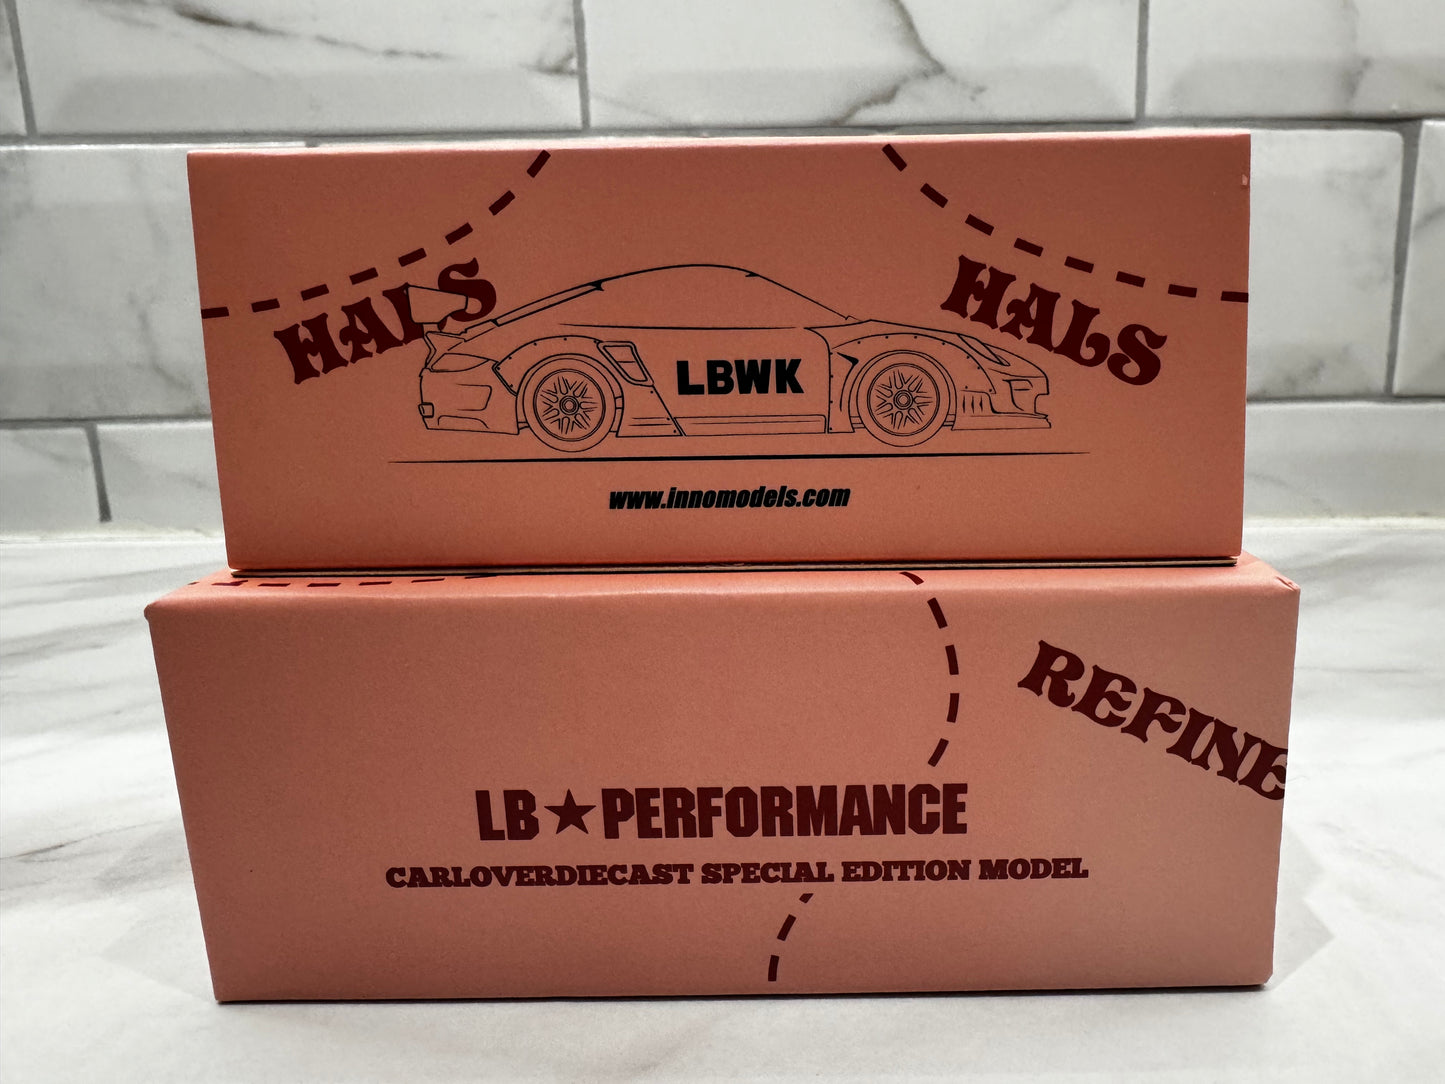 HALS
HALS
LBWK
www.innomodels.com
REFINE
LB★PERFORMANCE
CARLOVERDIECAST SPECIAL EDITION MODEL